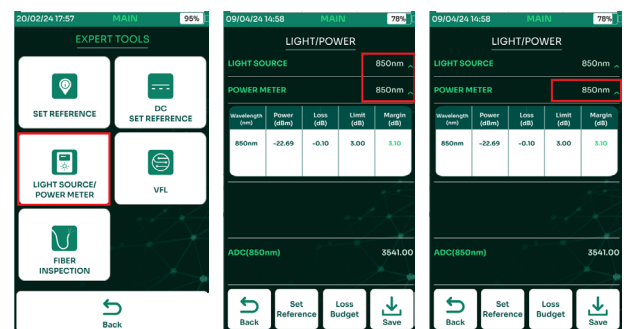 20/02/24 17:57 MAIN 95%
EXPERT TOOLS
SET REFERENCE
DC
SET REFERENCE
LIGHT SOURCE/
POWER METER
VFL
FIBER
INSPECTION
Back
09/04/24 14:58 MAIN 78%
LIGHT/POWER
LIGHT SOURCE 850nm
POWER METER 850nm
Wavelength (nm) Power (dBm) Loss (dB) Limit (dB) Margin (dB)
850nm -22.69 -0.10 3.00 3.10
ADC(850nm) 3541.00
Back Set Reference Loss Budget Save
09/04/24 14:58 MAIN 78%
LIGHT/POWER
LIGHT SOURCE 850nm
POWER METER 850nm
Wavelength (nm) Power (dBm) Loss (dB) Limit (dB) Margin (dB)
850nm -22.69 -0.10 3.00 3.10
ADC(850nm) 3541.00
Back Set Reference Loss Budget Save